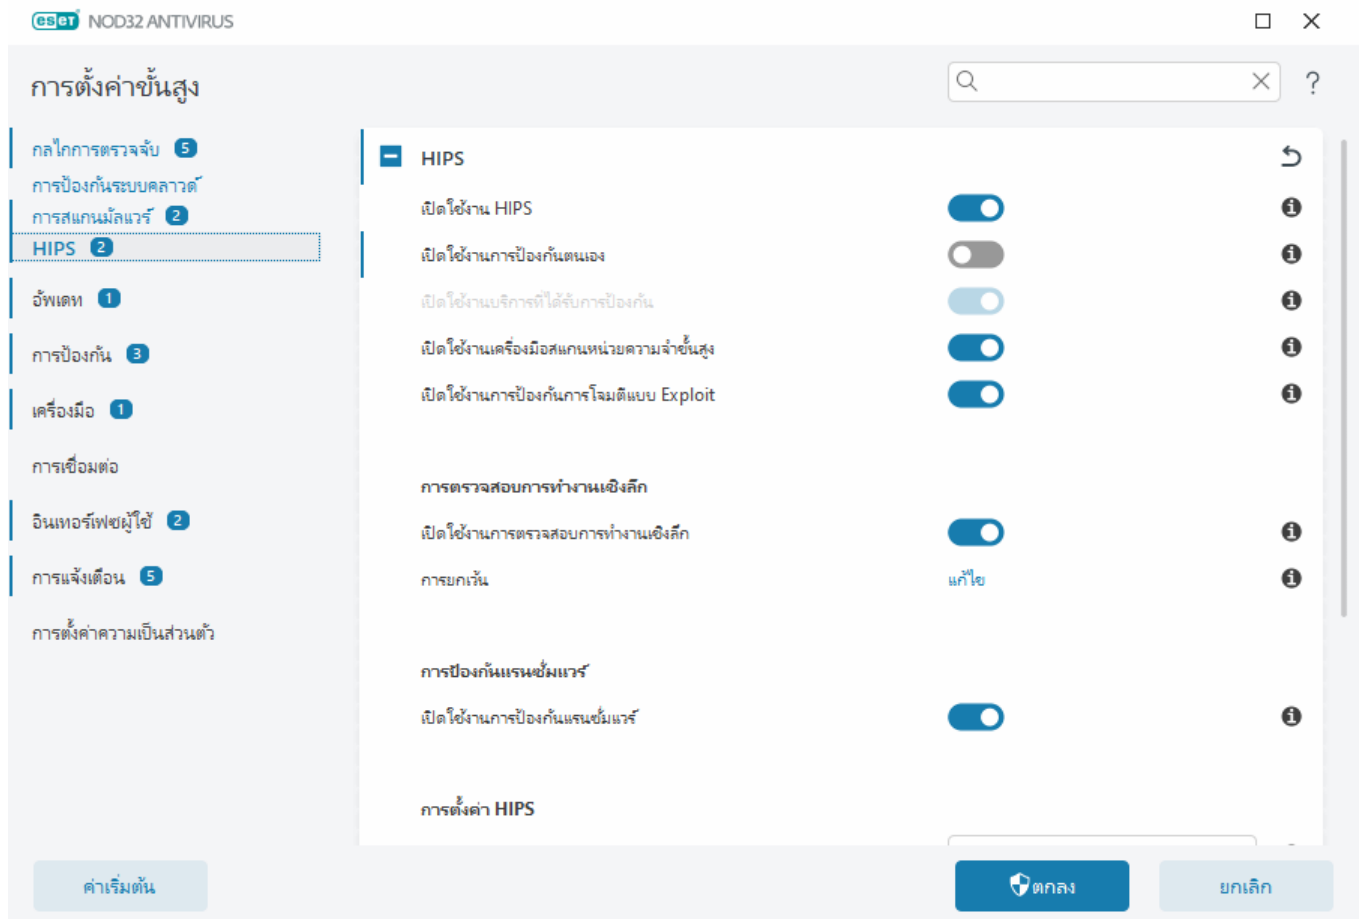 eset NOD32 ANTIVIRUS
การตั้งค่าขั้นสูง
?
กลไกการตรวจจับ 5
การป้องกันระบบคลาวด์
การสแกนมัลแวร์ 2
HIPS 2
อัพเดท 1
การป้องกัน 3
เครื่องมือ 1
การเชื่อมต่อ
อินเทอร์เฟซผู้ใช้ 2
การแจ้งเตือน 5
การตั้งค่าความเป็นส่วนตัว
HIPS
เปิดใช้งาน HIPS
เปิดใช้งานการป้องกันตนเอง
เปิดใช้งานบริการที่ได้รับการป้องกัน
เปิดใช้งานเครื่องมือสแกนหน่วยความจำขั้นสูง
เปิดใช้งานการป้องกันการโจมตีแบบ Exploit
การตรวจสอบการทำงานเชิงลึก
เปิดใช้งานการตรวจสอบการทำงานเชิงลึก
การยกเว้น แก้ไข
การป้องกันแรนซัมแวร์
เปิดใช้งานการป้องกันแรนซัมแวร์
การตั้งค่า HIPS
ค่าเริ่มต้น
ตกลง
ยกเลิก